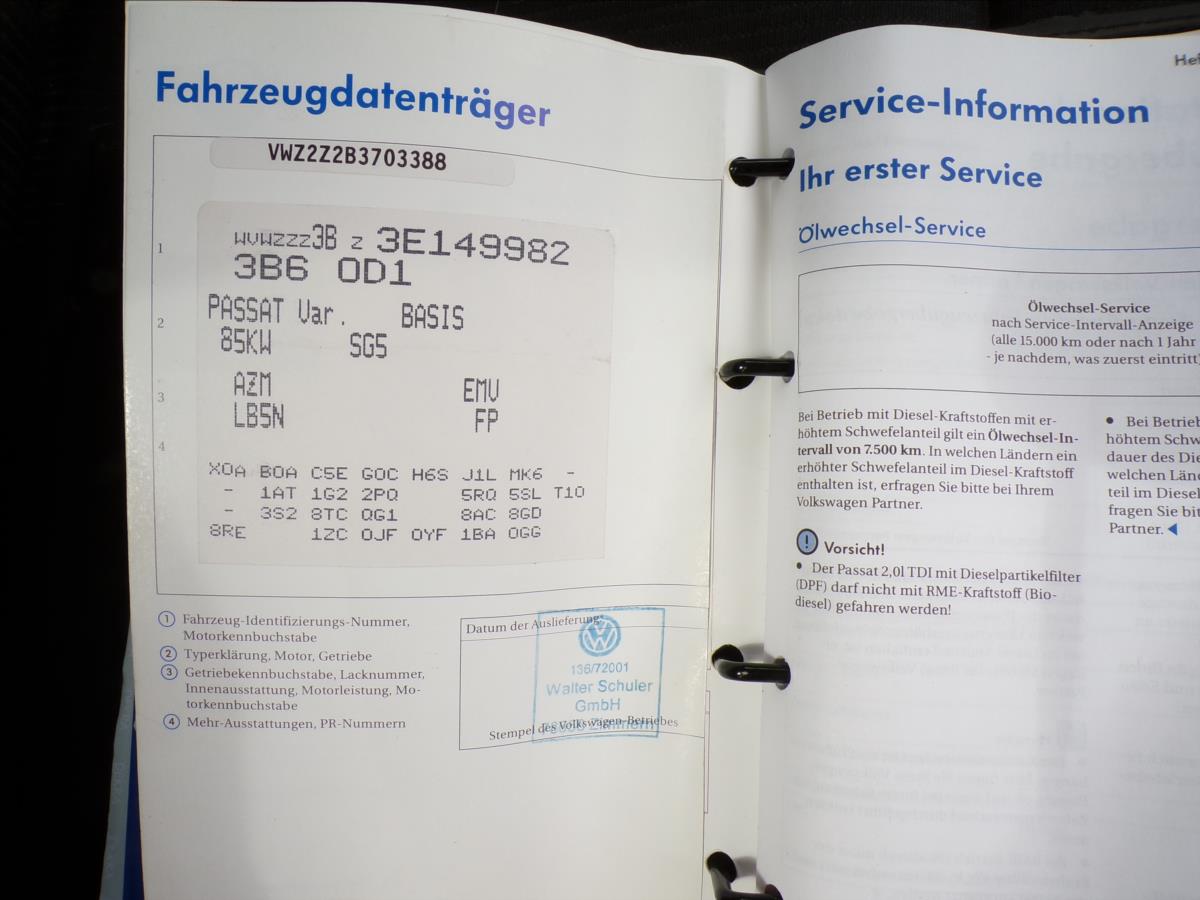 Fahrzeugdatenträger
VWZ2Z2B3703388
1
WVWZZZ3B Z 3E149982
3B6 0D1
2
PASSAT Var. BASIS
85KW SG5
3
AZM EMV
LB5N FP
4
X0A B0A C5E G0C H6S J1L MK6 -
- 1AT 1G2 2PQ 5RQ 5SL T10
- 3S2 8TC QG1 8AC 8GD
8RE 1ZC 0JF 0YF 1BA 0GG
1 Fahrzeug-Identifizierungs-Nummer,
Motorkennbuchstabe
2 Typerklärung, Motor, Getriebe
3 Getriebekennbuchstabe, Lacknummer,
Innenausstattung, Motorleistung, Mo-
torkennbuchstabe
4 Mehr-Ausstattungen, PR-Nummern
Datum der Auslieferung:
136/72001
Walter Schuler
GmbH
Zimmern
Stempel des Volkswagen-Betriebes
Hei
Service-Information
Ihr erster Service
Ölwechsel-Service
Ölwechsel-Service
nach Service-Intervall-Anzeige
(alle 15.000 km oder nach 1 Jahr
- je nachdem, was zuerst eintritt)
Bei Betrieb mit Diesel-Kraftstoffen mit er-
höhtem Schwefelanteil gilt ein Ölwechsel-In-
tervall von 7.500 km. In welchen Ländern ein
erhöhter Schwefelanteil im Diesel-Kraftstoff
enthalten ist, erfragen Sie bitte bei Ihrem
Volkswagen Partner.
! Vorsicht!
• Der Passat 2,0l TDI mit Dieselpartikelfilter
(DPF) darf nicht mit RME-Kraftstoff (Bio-
diesel) gefahren werden!
• Bei Betrieb
höhtem Schw
dauer des Die
welchen Länd
teil im Diesel
fragen Sie bit
Partner.